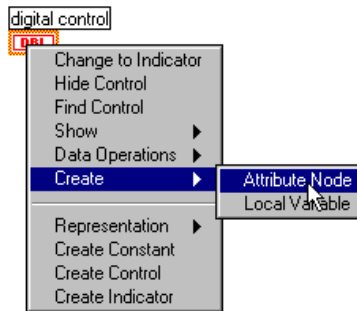 digital control
DBL
Change to Indicator
Hide Control
Find Control
Show
Data Operations
Create
Attribute Node
Local Variable
Representation
Create Constant
Create Control
Create Indicator